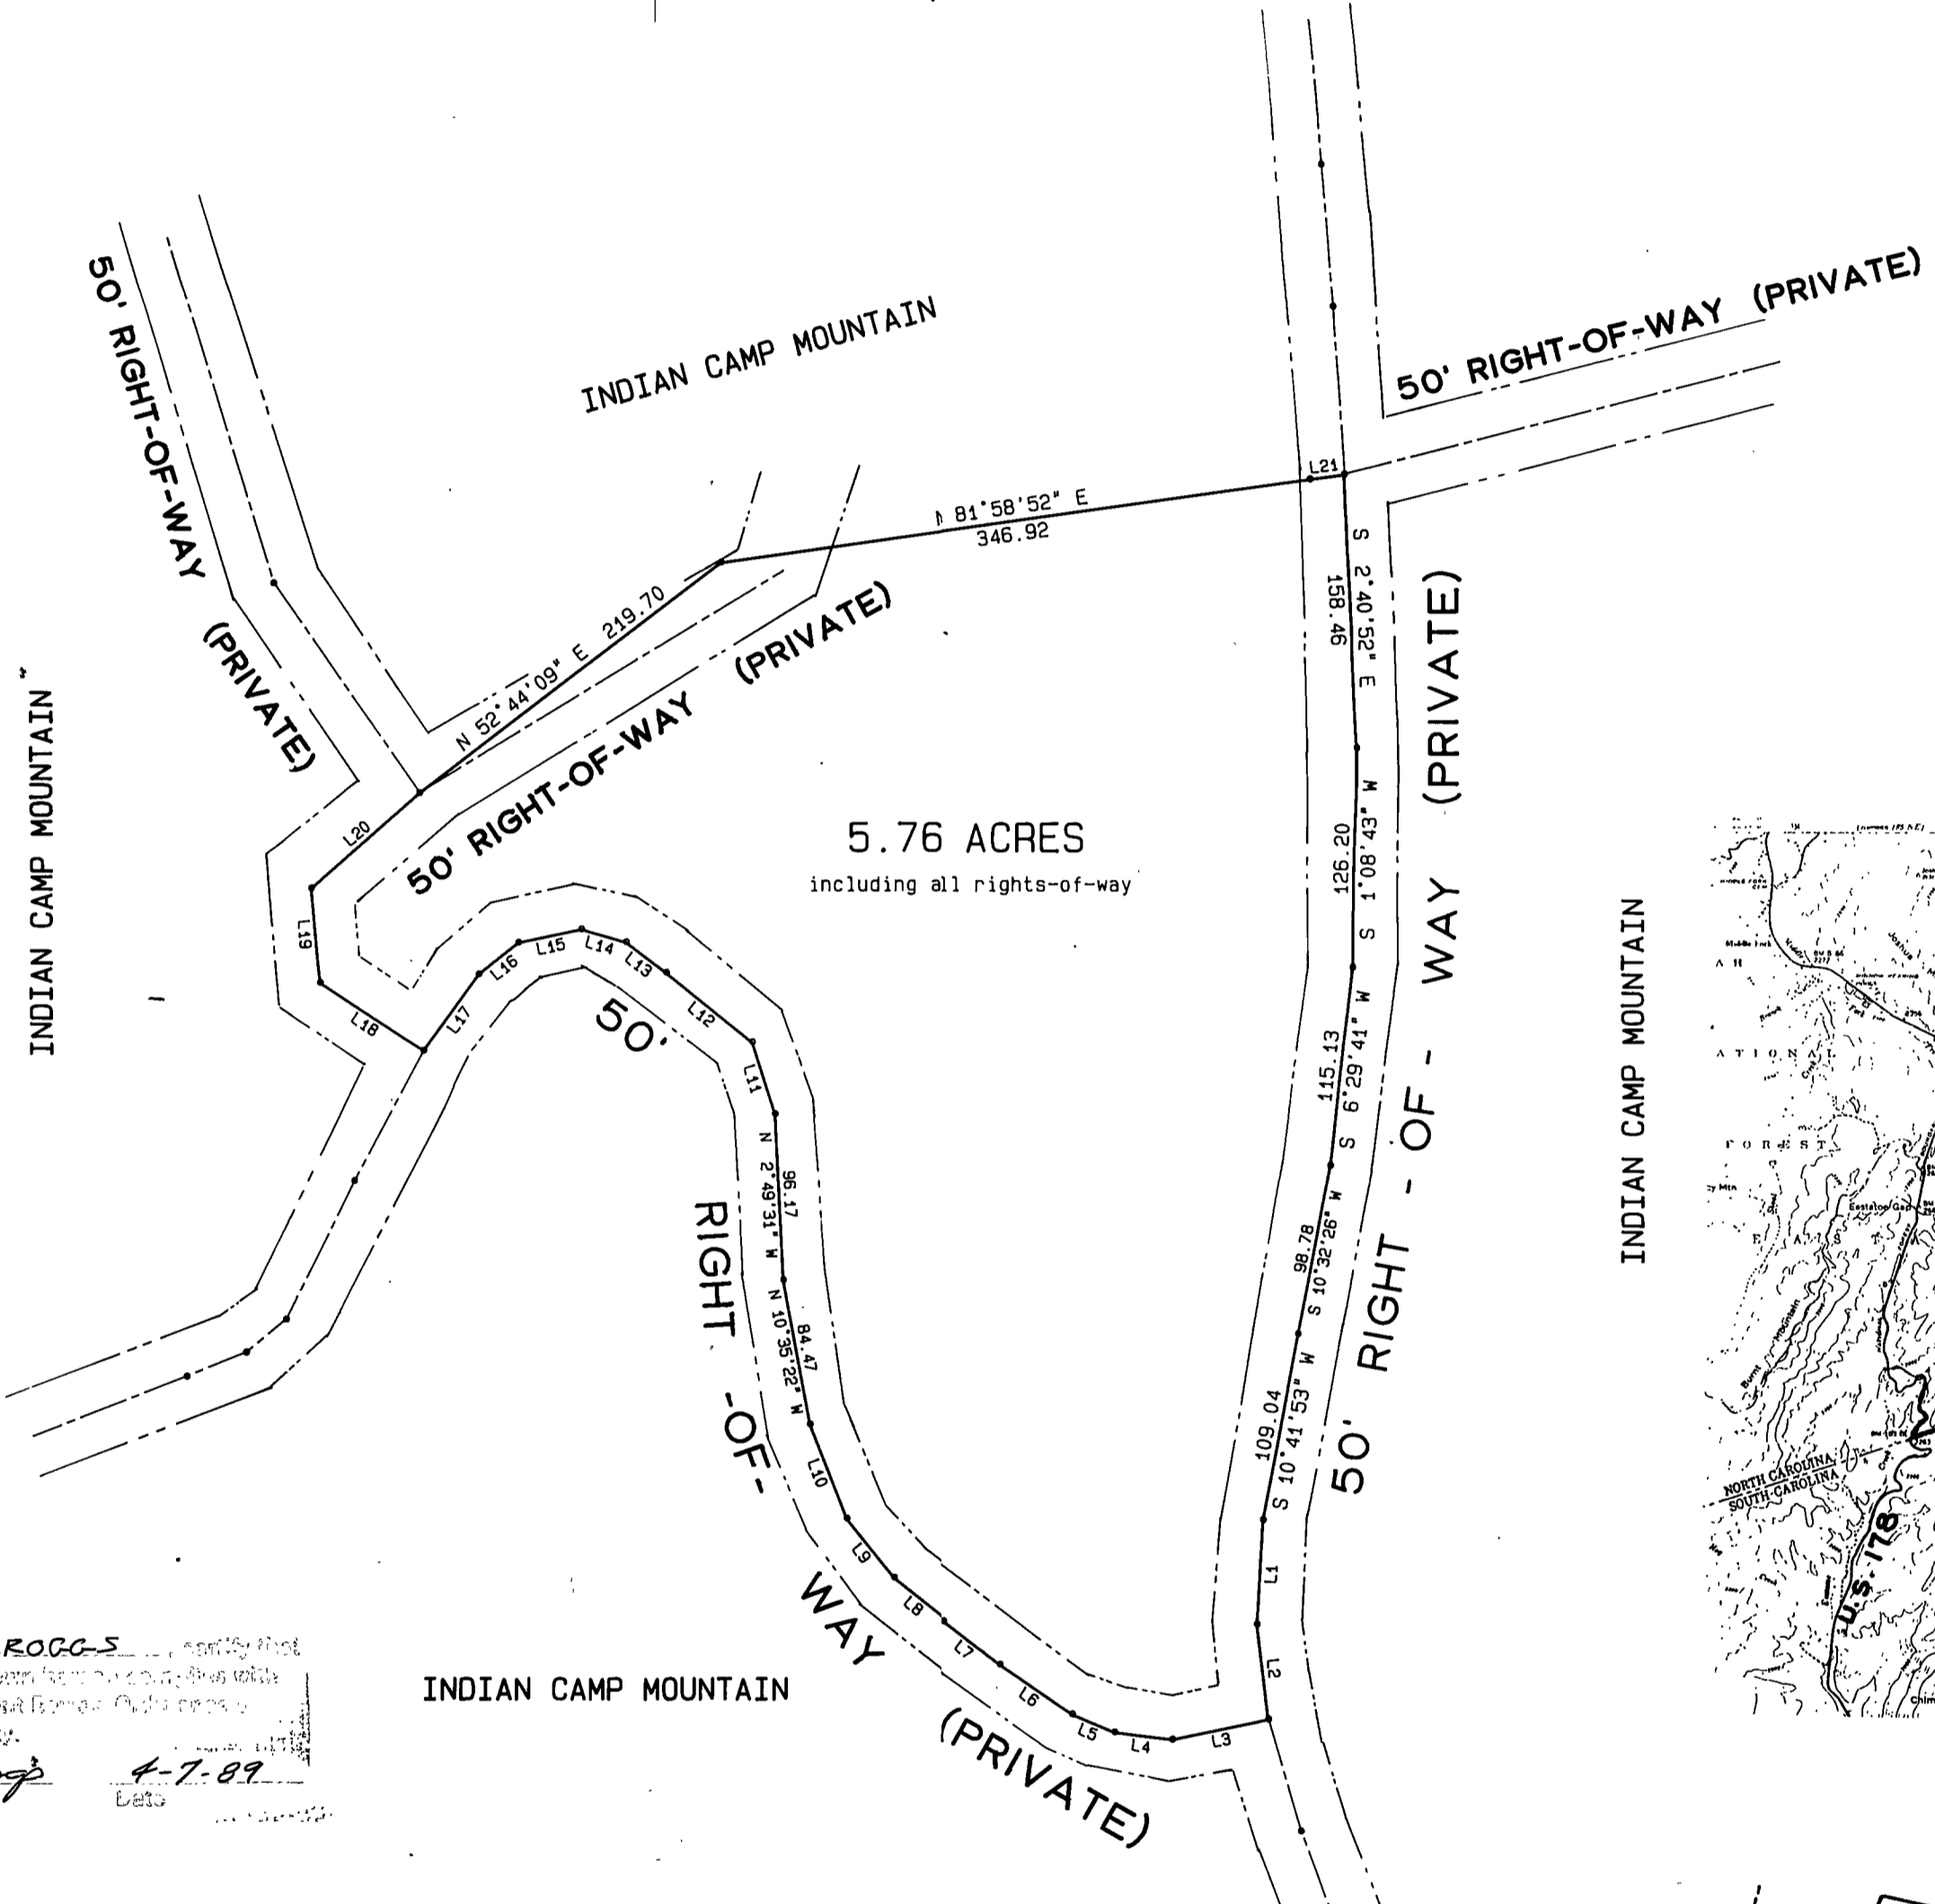 50' RIGHT-OF-WAY (PRIVATE)
INDIAN CAMP MOUNTAIN
50' RIGHT-OF-WAY (PRIVATE)
L21
N 81°58'52" E
346.92
N 52°44'09" E 219.70
50' RIGHT-OF-WAY (PRIVATE)
S 2°40'52" E
158.46
INDIAN CAMP MOUNTAIN
5.76 ACRES
including all rights-of-way
S 1°08'43" W
126.20
S 6°29'41" W
115.13
S 10°32'26" W
98.78
S 10°41'53" W
109.04
50' RIGHT - OF - WAY (PRIVATE)
INDIAN CAMP MOUNTAIN
L20
L19
L18
L17
L16
L15
L14
L13
L12
L11
N 2°49'31" W
96.17
N 10°35'22" W
84.47
L10
L9
L8
L7
L6
L5
L4
L3
L2
L1
50' RIGHT -OF- WAY (PRIVATE)
INDIAN CAMP MOUNTAIN
ROGGS
4-7-89
Date
Eastatoe Gap
Burnt Mountain
NORTH CAROLINA
SOUTH CAROLINA
U.S. 178